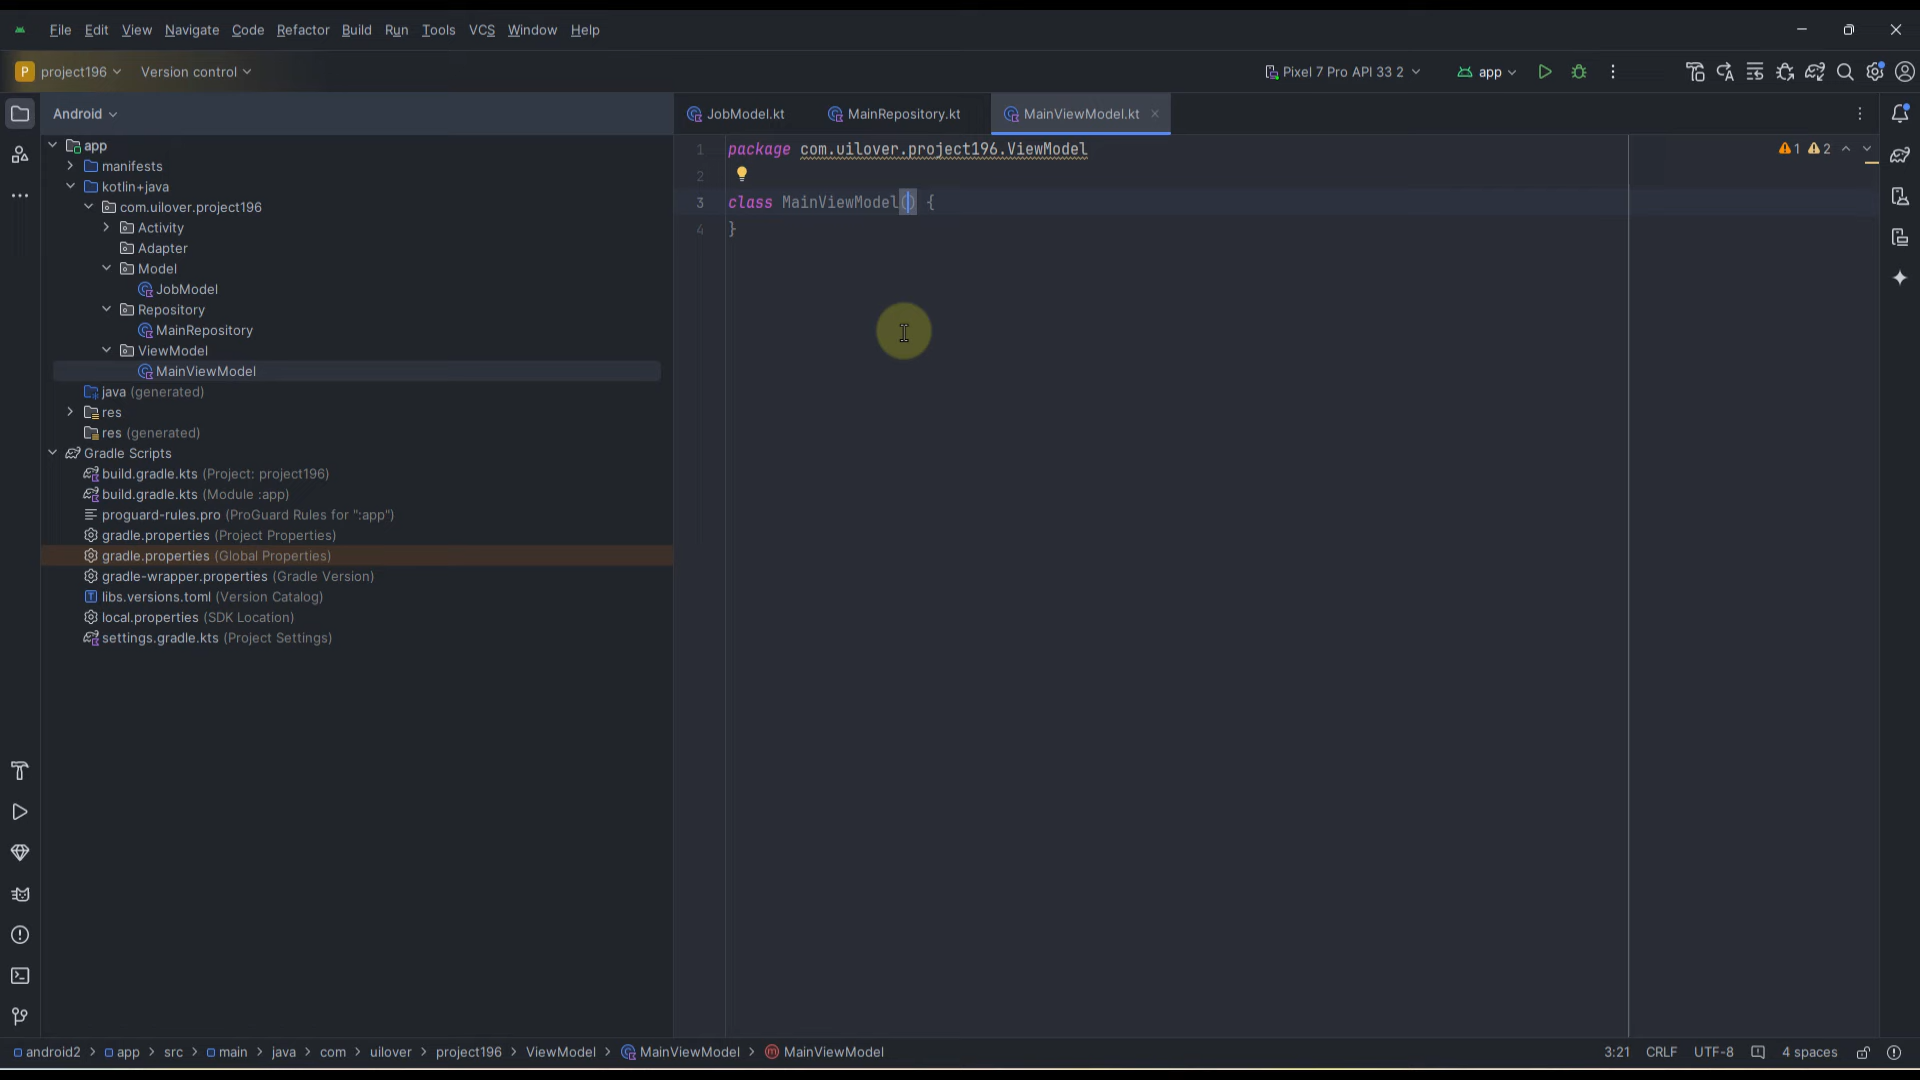 File Edit View Navigate Code Refactor Build Run Tools VCS Window Help
P project196 Version control Pixel 7 Pro API 33 2 app
Android
JobModel.kt MainRepository.kt MainViewModel.kt
app
manifests
kotlin+java
com.uilover.project196
Activity
Adapter
Model
JobModel
Repository
MainRepository
ViewModel
MainViewModel
java (generated)
res
res (generated)
Gradle Scripts
build.gradle.kts (Project: project196)
build.gradle.kts (Module :app)
proguard-rules.pro (ProGuard Rules for ":app")
gradle.properties (Project Properties)
gradle.properties (Global Properties)
gradle-wrapper.properties (Gradle Version)
libs.versions.toml (Version Catalog)
local.properties (SDK Location)
settings.gradle.kts (Project Settings)
1 package com.uilover.project196.ViewModel
1 2
2
3 class MainViewModel() {
4 }
android2 > app > src > main > java > com > uilover > project196 > ViewModel > MainViewModel > MainViewModel
3:21 CRLF UTF-8 4 spaces